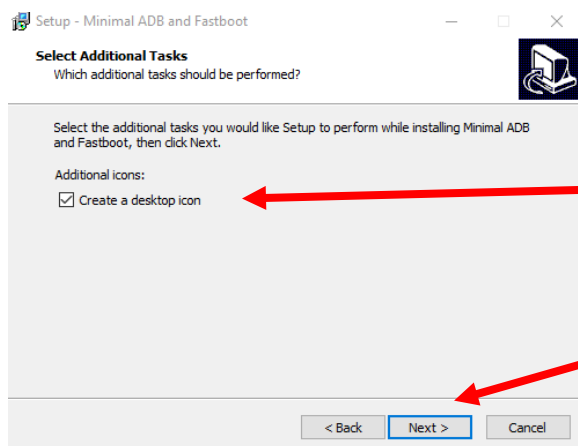 Setup - Minimal ADB and Fastboot
Select Additional Tasks
Which additional tasks should be performed?
Select the additional tasks you would like Setup to perform while installing Minimal ADB
and Fastboot, then click Next.
Additional icons:
Create a desktop icon
< Back Next > Cancel